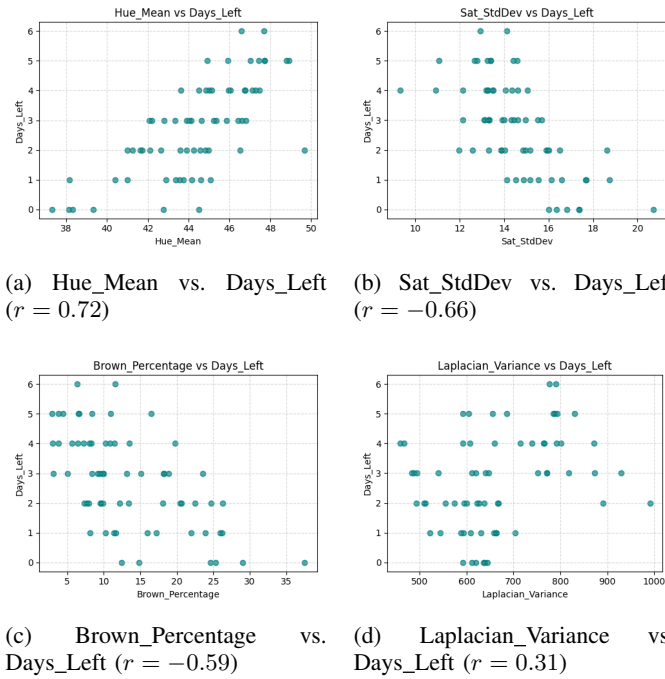 Hue_Mean vs Days_Left
Sat_StdDev vs Days_Left
6
5
4
3
2
1
0
Days_Left
38 40 42 44 46 48 50
Hue_Mean
6
5
4
3
2
1
0
Days_Left
10 12 14 16 18 20
Sat_StdDev
(a) Hue_Mean vs. Days_Left
(r = 0.72)
(b) Sat_StdDev vs. Days_Lef
(r = −0.66)
Brown_Percentage vs Days_Left
Laplacian_Variance vs Days_Left
6
5
4
3
2
1
0
Days_Left
5 10 15 20 25 30 35
Brown_Percentage
6
5
4
3
2
1
0
Days_Left
500 600 700 800 900 1000
Laplacian_Variance
(c) Brown_Percentage vs.
Days_Left (r = −0.59)
(d) Laplacian_Variance vs
Days_Left (r = 0.31)